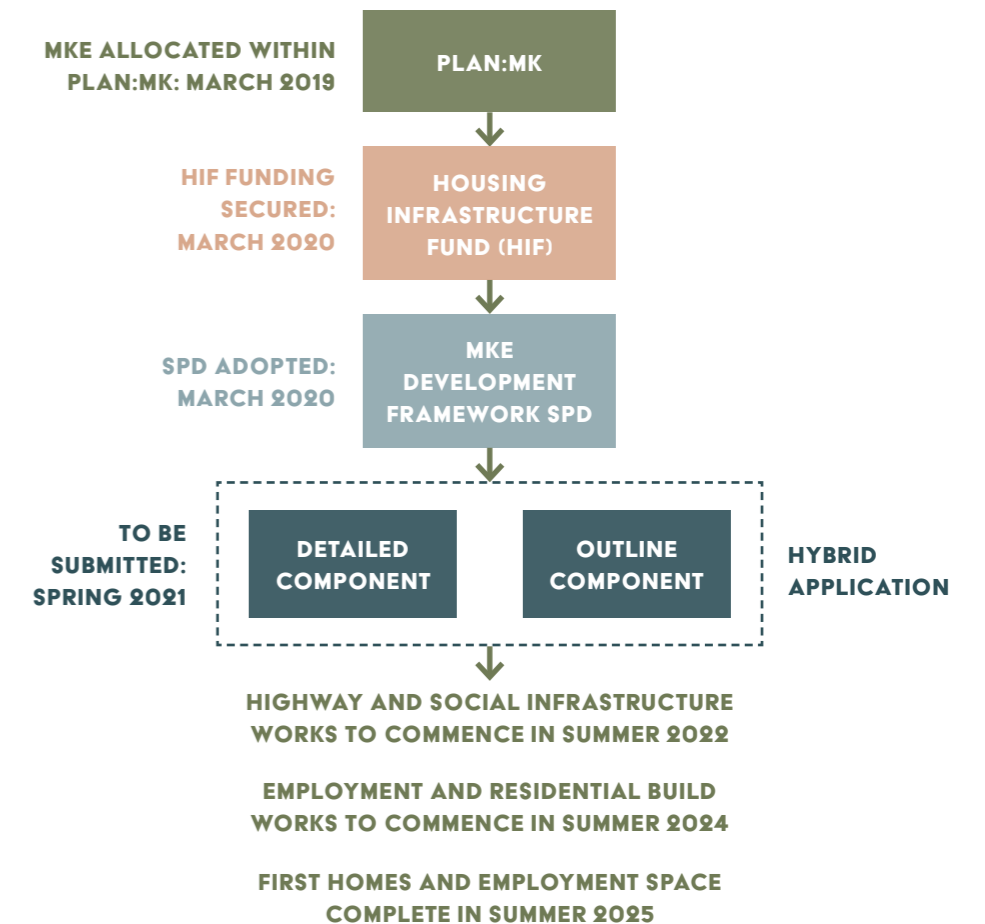 MKE ALLOCATED WITHIN
PLAN:MK: MARCH 2019
PLAN:MK
HIF FUNDING
SECURED:
MARCH 2020
HOUSING
INFRASTRUCTURE
FUND (HIF)
SPD ADOPTED:
MARCH 2020
MKE
DEVELOPMENT
FRAMEWORK SPD
TO BE
SUBMITTED:
SPRING 2021
DETAILED
COMPONENT
OUTLINE
COMPONENT
HYBRID
APPLICATION
HIGHWAY AND SOCIAL INFRASTRUCTURE
WORKS TO COMMENCE IN SUMMER 2022
EMPLOYMENT AND RESIDENTIAL BUILD
WORKS TO COMMENCE IN SUMMER 2024
FIRST HOMES AND EMPLOYMENT SPACE
COMPLETE IN SUMMER 2025